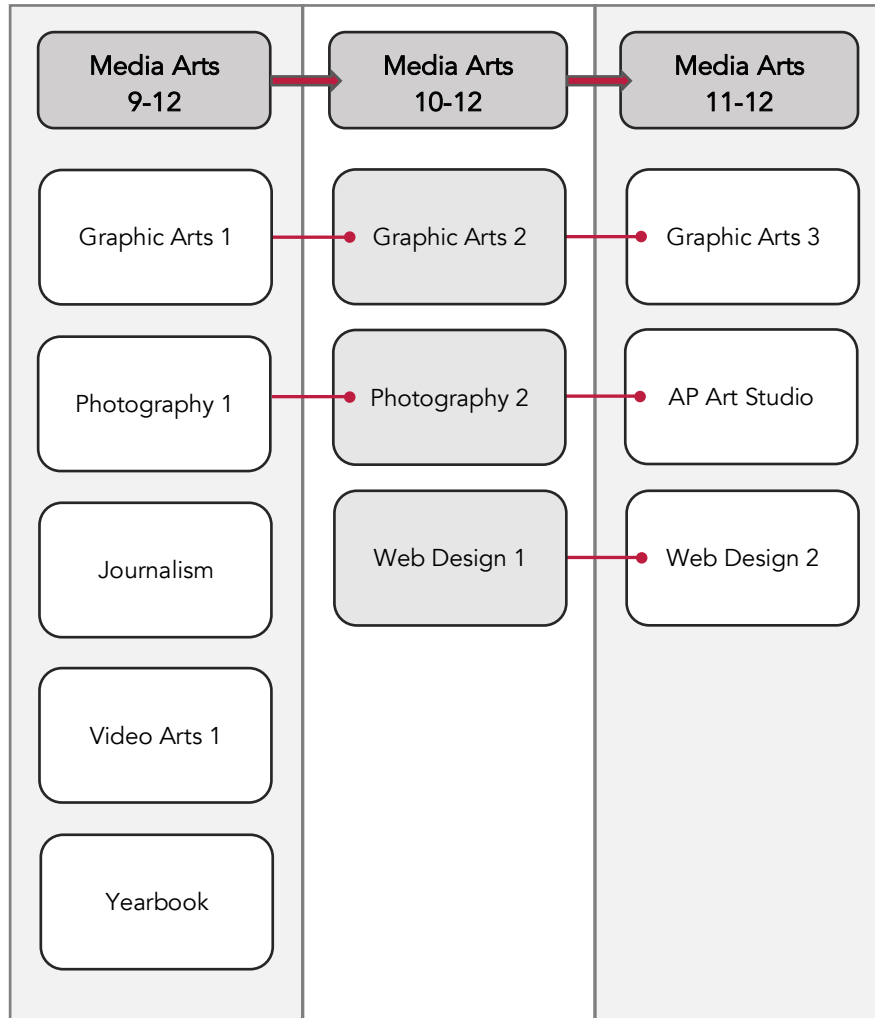 Media Arts
9-12
Media Arts
10-12
Media Arts
11-12
Graphic Arts 1
Graphic Arts 2
Graphic Arts 3
Photography 1
Photography 2
AP Art Studio
Journalism
Web Design 1
Web Design 2
Video Arts 1
Yearbook